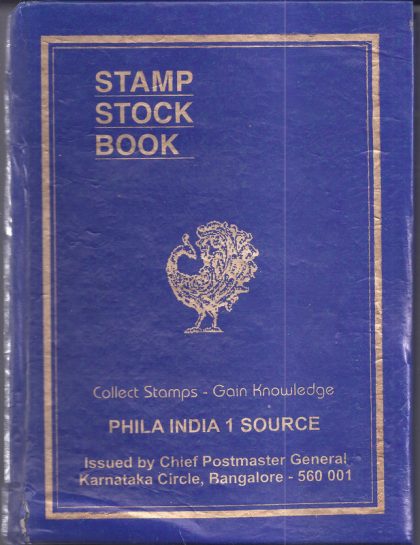 STAMP
STOCK
BOOK
Collect Stamps - Gain Knowledge
PHILA INDIA 1 SOURCE
Issued by Chief Postmaster General
Karnataka Circle, Bangalore - 560 001